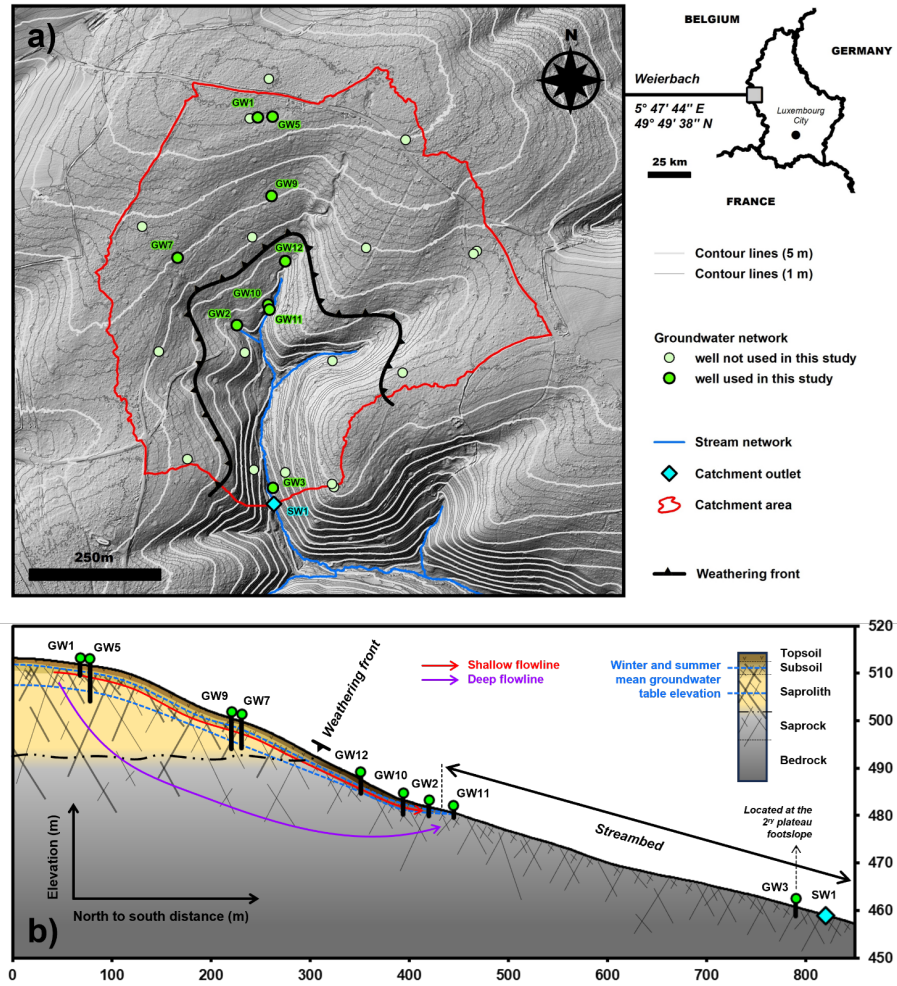 a)
N
GW1
GW5
GW9
GW7
GW12
GW10
GW11
GW2
GW3
SW1
250m
BELGIUM
GERMANY
Weierbach
5° 47' 44" E
49° 49' 38" N
Luxembourg
City
25 km
FRANCE
Contour lines (5 m)
Contour lines (1 m)
Groundwater network
well not used in this study
well used in this study
Stream network
Catchment outlet
Catchment area
Weathering front
b)
GW1
GW5
GW9
GW7
Weathering front
GW12
GW10
GW2
GW11
Shallow flowline
Deep flowline
Winter and summer
mean groundwater
table elevation
Topsoil
Subsoil
Saprolith
Saprock
Bedrock
Streambed
Located at the
2ry plateau
footslope
GW3
SW1
Elevation (m)
North to south distance (m)
520
510
500
490
480
470
460
450
0
100
200
300
400
500
600
700
800